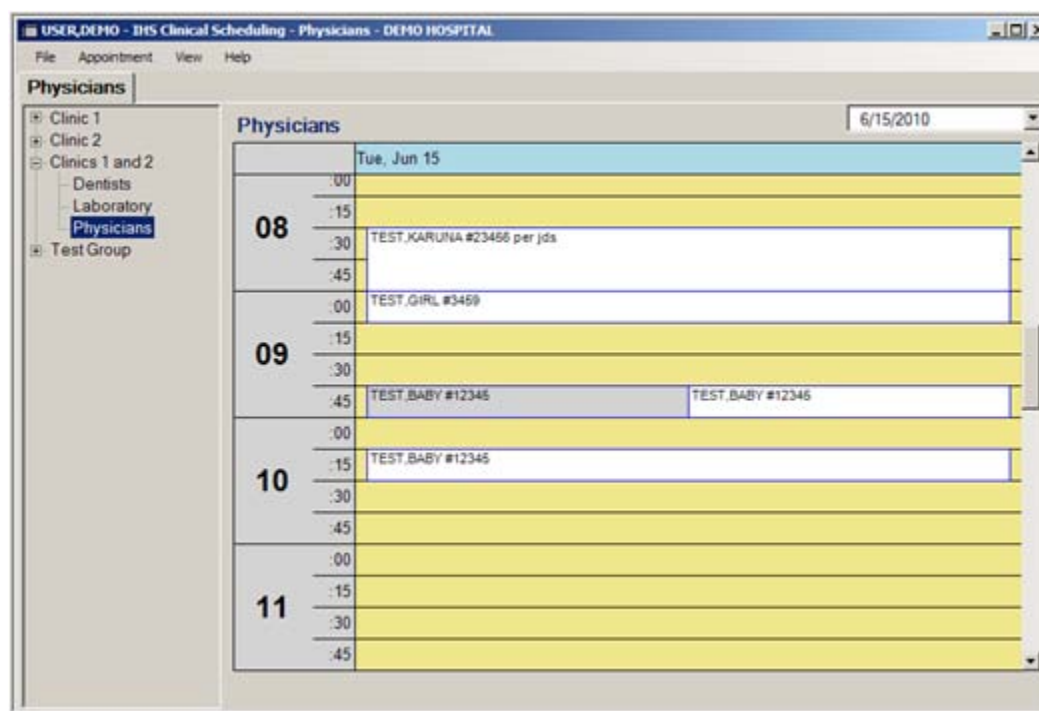 USER,DEMO - IHS Clinical Scheduling - Physicians - DEMO HOSPITAL
File Appointment View Help
Physicians
Clinic 1
Clinic 2
Clinics 1 and 2
Dentists
Laboratory
Physicians
Test Group
Physicians
6/15/2010
Tue, Jun 15
08
:00
:15
:30 TEST,KARUNA #23456 per jds
:45
09
:00 TEST,GIRL #3459
:15
:30
:45 TEST,BABY #12345 TEST,BABY #12345
10
:00
:15 TEST,BABY #12345
:30
:45
11
:00
:15
:30
:45